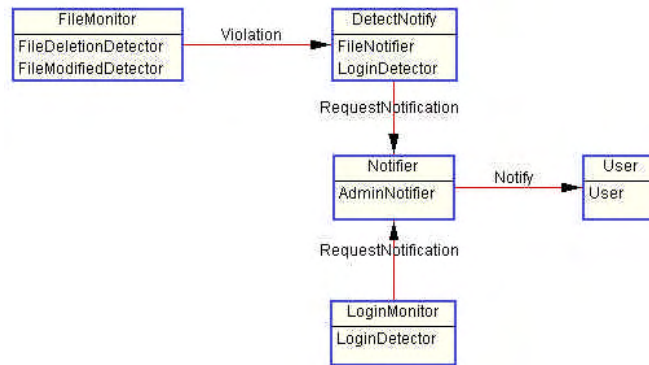 FileMonitor
FileDeletionDetector
FileModifiedDetector
Violation
DetectNotify
FileNotifier
LoginDetector
RequestNotification
Notifier
AdminNotifier
Notify
User
User
RequestNotification
LoginMonitor
LoginDetector